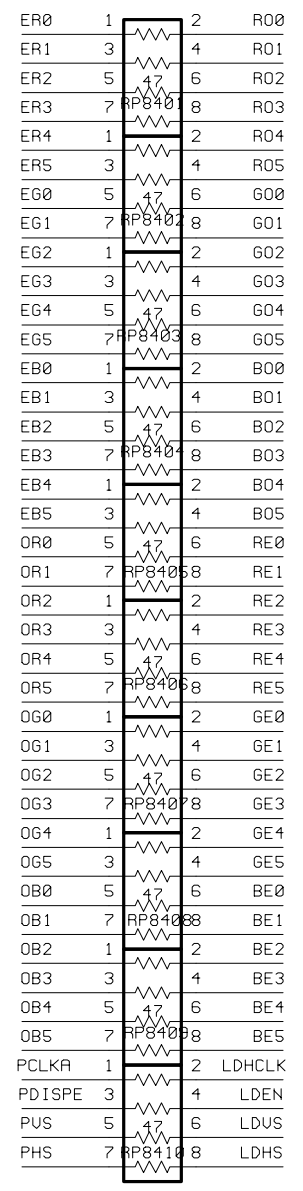 ER0 1 2 RO0
ER1 3 4 RO1
ER2 5 47 6 RO2
ER3 7 RP8401 8 RO3
ER4 1 2 RO4
ER5 3 4 RO5
EG0 5 47 6 GO0
EG1 7 RP8402 8 GO1
EG2 1 2 GO2
EG3 3 4 GO3
EG4 5 47 6 GO4
EG5 7 RP8403 8 GO5
EB0 1 2 BO0
EB1 3 4 BO1
EB2 5 47 6 BO2
EB3 7 RP8404 8 BO3
EB4 1 2 BO4
EB5 3 4 BO5
OR0 5 47 6 RE0
OR1 7 RP8405 8 RE1
OR2 1 2 RE2
OR3 3 4 RE3
OR4 5 47 6 RE4
OR5 7 RP8406 8 RE5
OG0 1 2 GE0
OG1 3 4 GE1
OG2 5 47 6 GE2
OG3 7 RP8407 8 GE3
OG4 1 2 GE4
OG5 3 4 GE5
OB0 5 47 6 BE0
OB1 7 RP8408 8 BE1
OB2 1 2 BE2
OB3 3 4 BE3
OB4 5 47 6 BE4
OB5 7 RP8409 8 BE5
PCLKA 1 2 LDHCLK
PDISPE 3 4 LDEN
PVS 5 47 6 LDVS
PHS 7 RP8410 8 LDHS